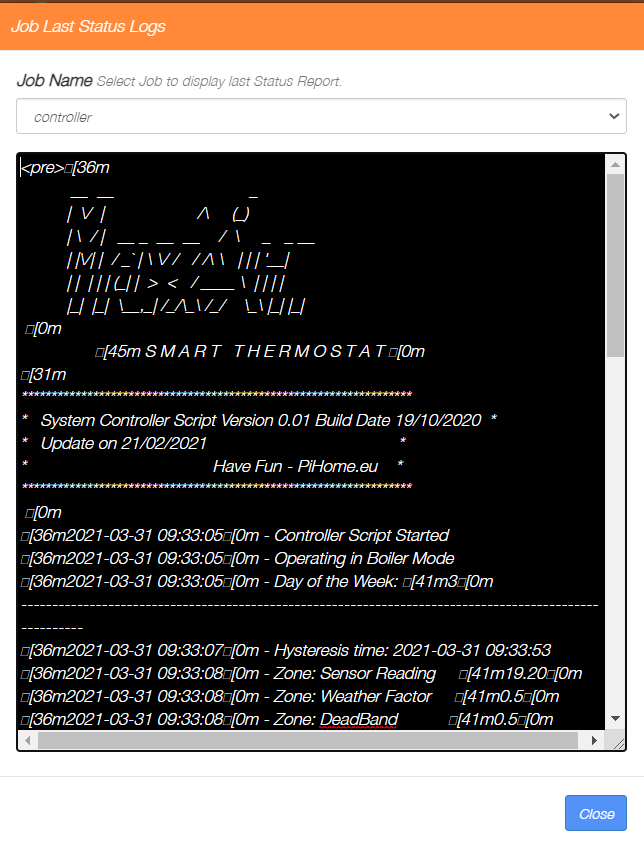 Job Last Status Logs
Job Name Select Job to display last Status Report.
controller
<pre>□[36m
__  __                             _
| V |                    /\     (_)
|\ /| __ _ __ __   / \    _  _ __
||V|| / _` |\ V /  / /\ \  | | | '__|
|| ||| (_| | > <  / ____ \ | || |
|_| |_| \__,_|/_/\_\/_/    \_\|_||_|
□[0m
□[45m S M A R T   T H E R M O S T A T □[0m
□[31m
*****************************************************************
*   System Controller Script Version 0.01 Build Date 19/10/2020  *
*   Update on 21/02/2021                                         *
*                                     Have Fun - PiHome.eu    *
*****************************************************************
□[0m
□[36m2021-03-31 09:33:05□[0m - Controller Script Started
□[36m2021-03-31 09:33:05□[0m - Operating in Boiler Mode
□[36m2021-03-31 09:33:05□[0m - Day of the Week: □[41m3□[0m
------------------------------------------------------------------------------------------------
----------
□[36m2021-03-31 09:33:07□[0m - Hysteresis time: 2021-03-31 09:33:53
□[36m2021-03-31 09:33:08□[0m - Zone: Sensor Reading     □[41m19.20□[0m
□[36m2021-03-31 09:33:08□[0m - Zone: Weather Factor     □[41m0.5□[0m
□[36m2021-03-31 09:33:08□[0m - Zone: DeadBand           □[41m0.5□[0m
Close